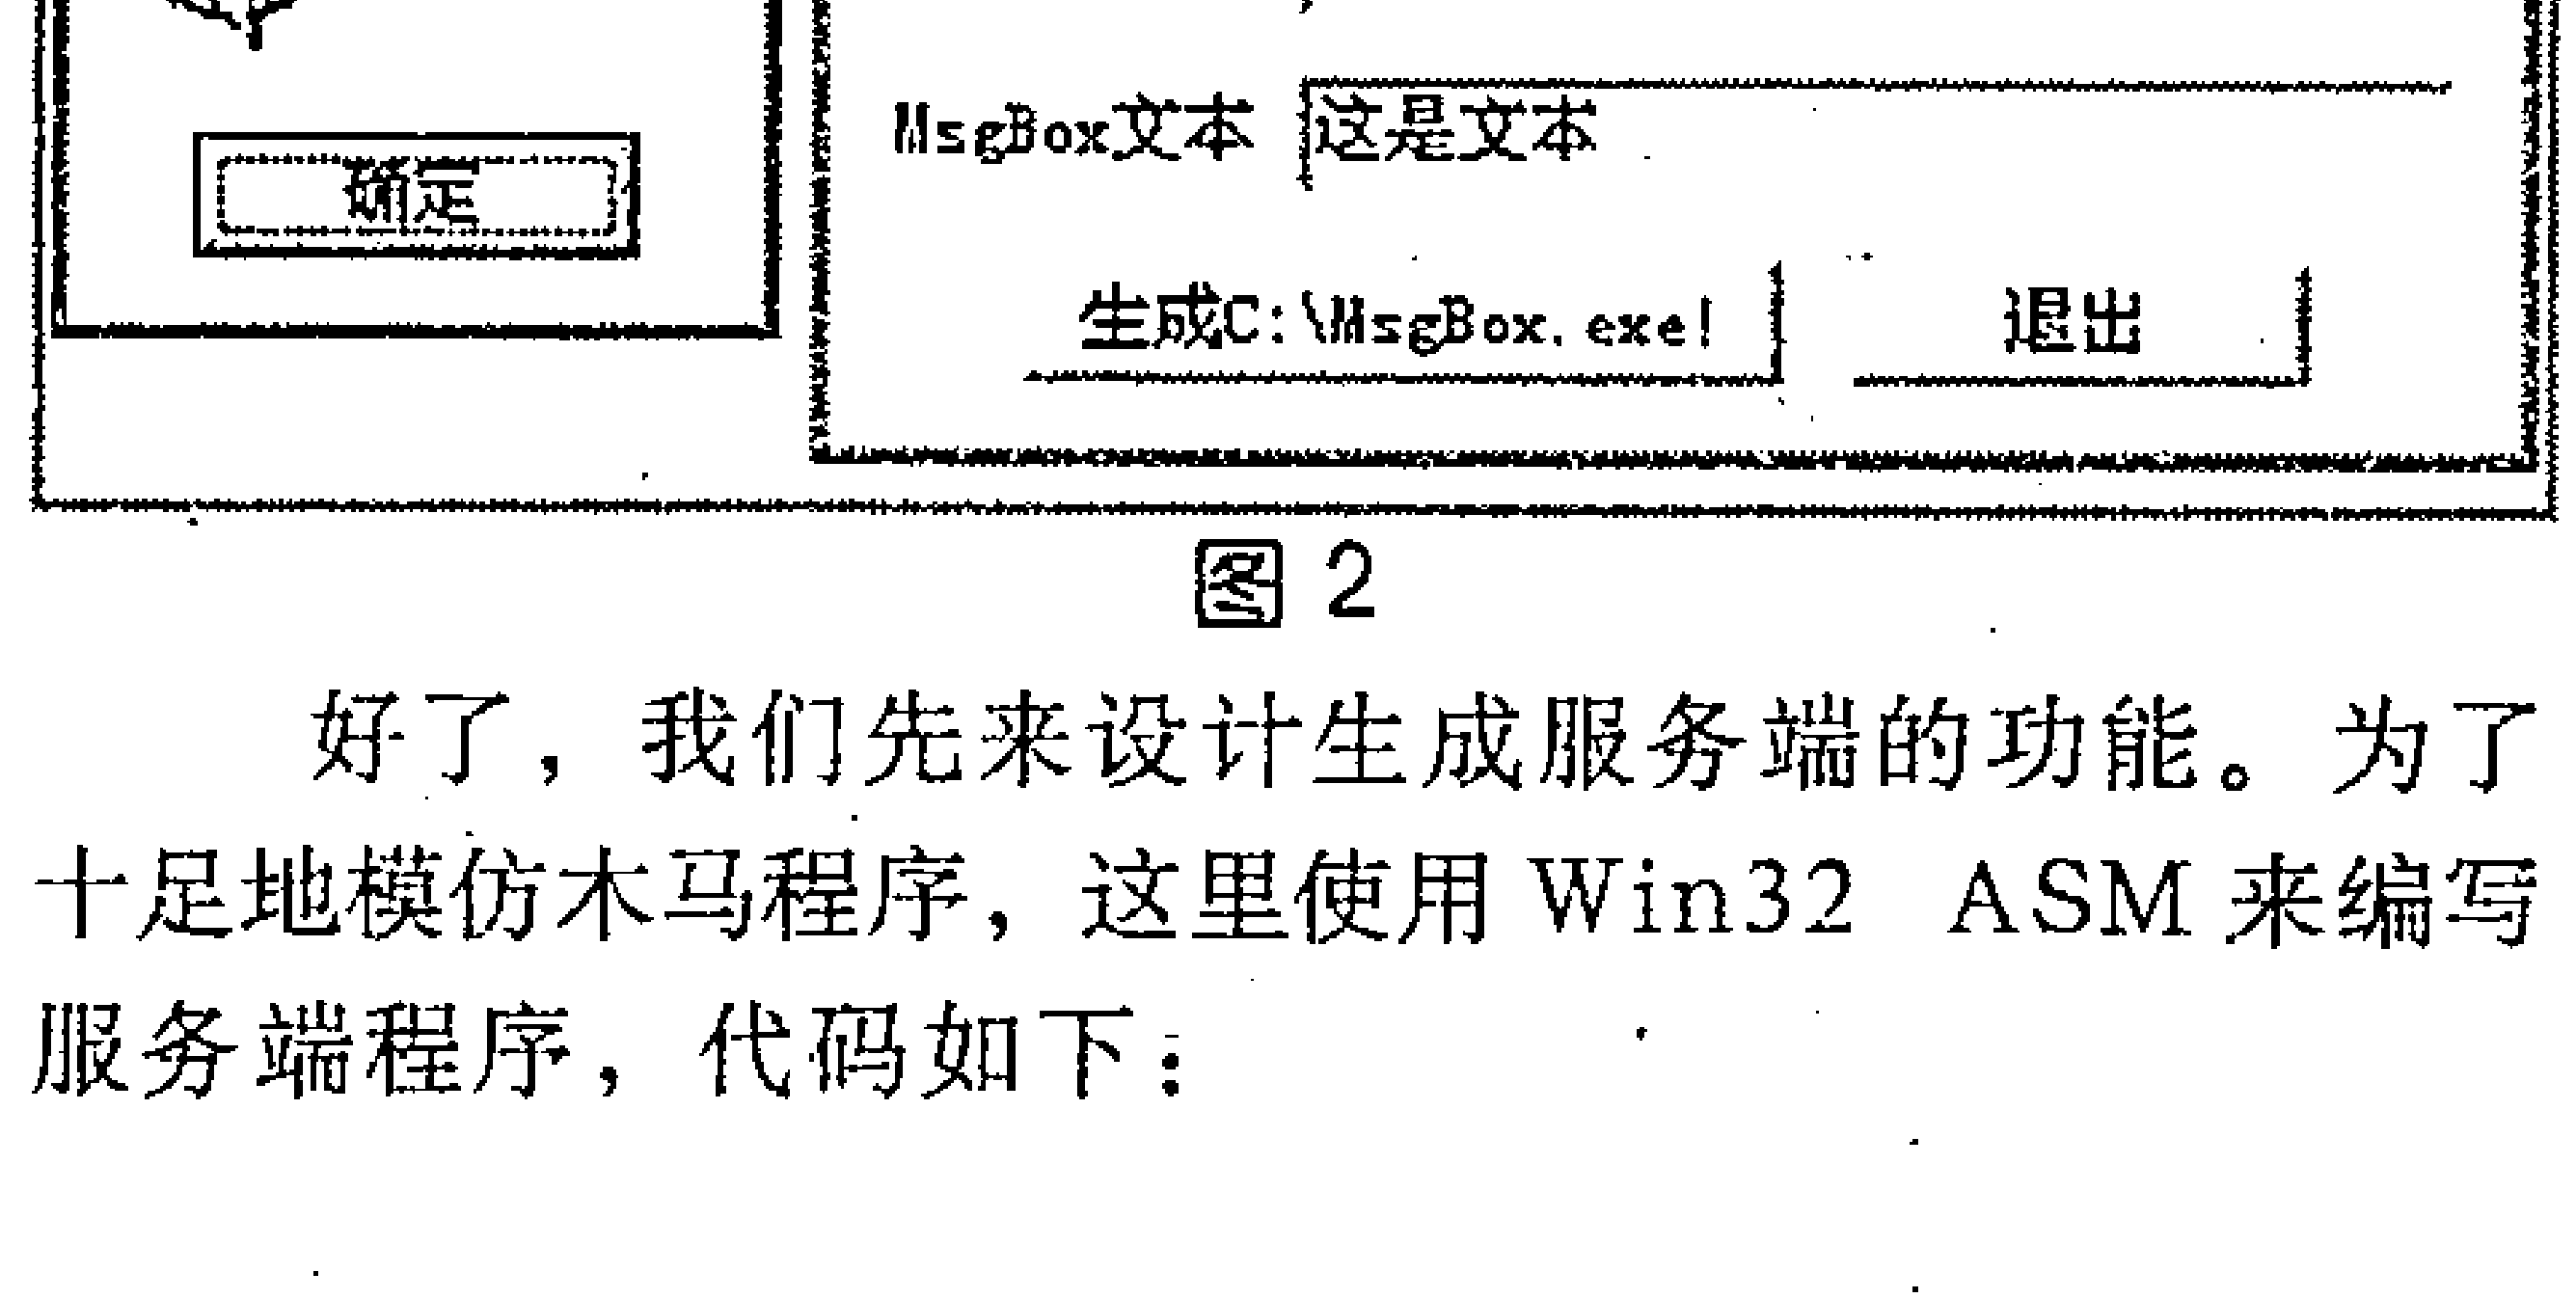 MsgBox文本 这是文本
确定
生成C:\MsgBox.exe! 退出
图 2
好了，我们先来设计生成服务端的功能。为了
十足地模仿木马程序，这里使用 Win32 ASM 来编写
服务端程序，代码如下：